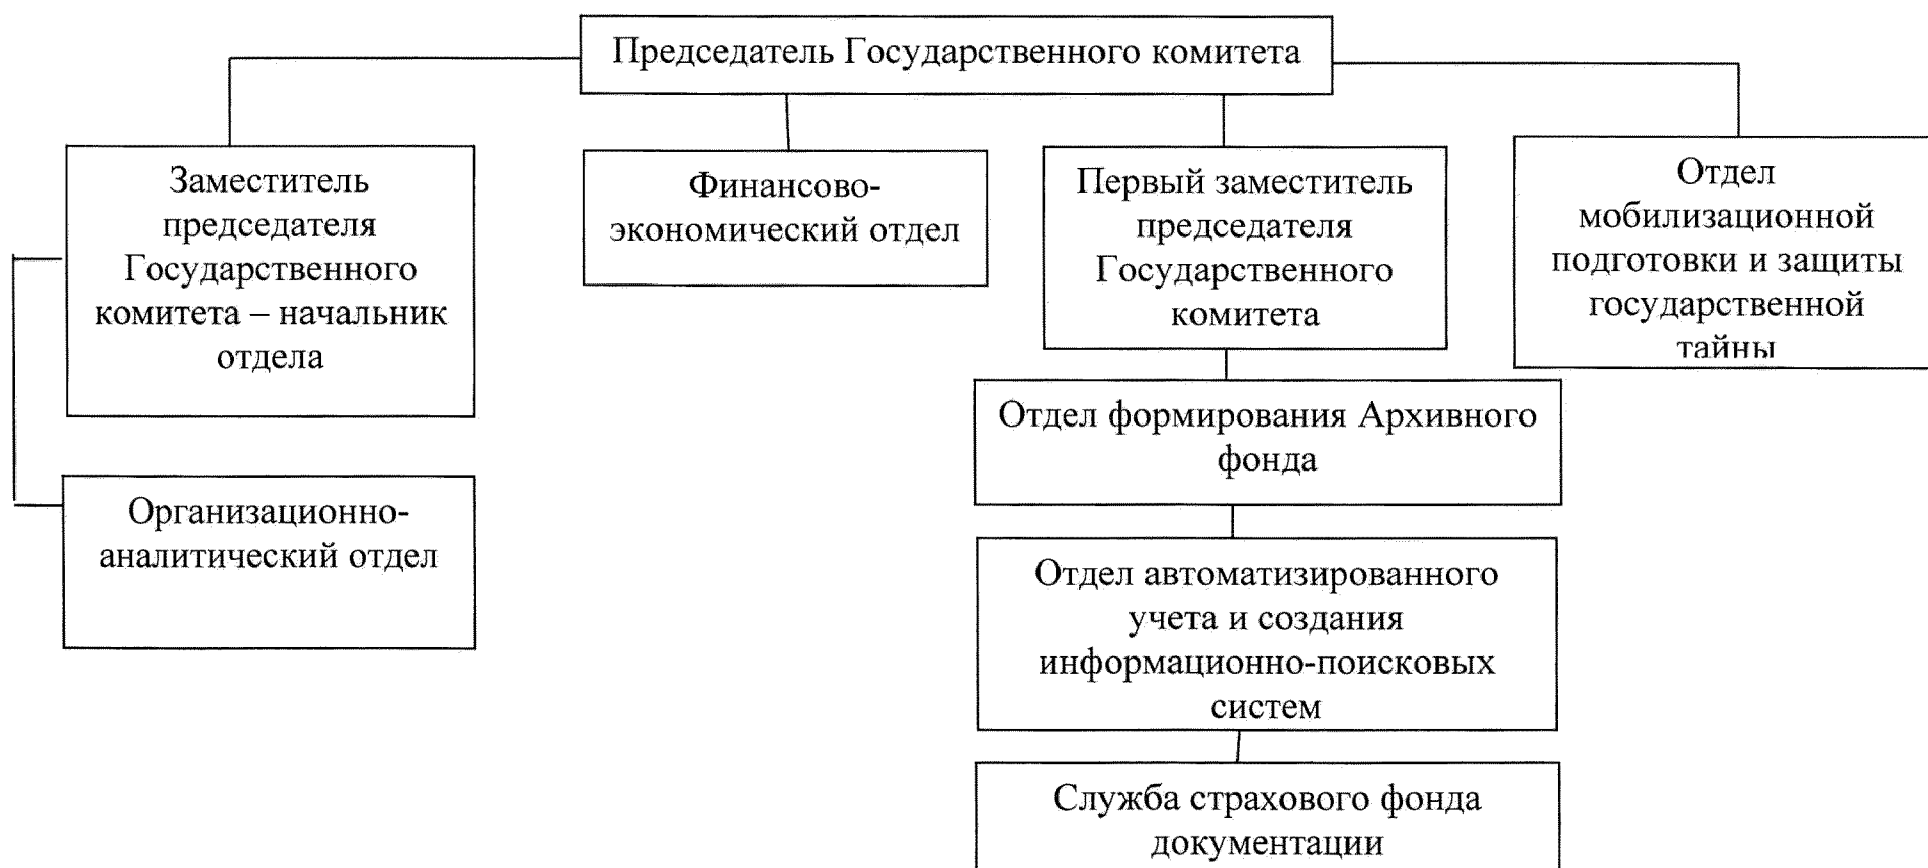 Председатель Государственного комитета
Заместитель
председателя
Государственного
комитета – начальник
отдела
Финансово-
экономический отдел
Первый заместитель
председателя
Государственного
комитета
Отдел
мобилизационной
подготовки и защиты
государственной
тайны
Организационно-
аналитический отдел
Отдел формирования Архивного
фонда
Отдел автоматизированного
учета и создания
информационно-поисковых
систем
Служба страхового фонда
документации